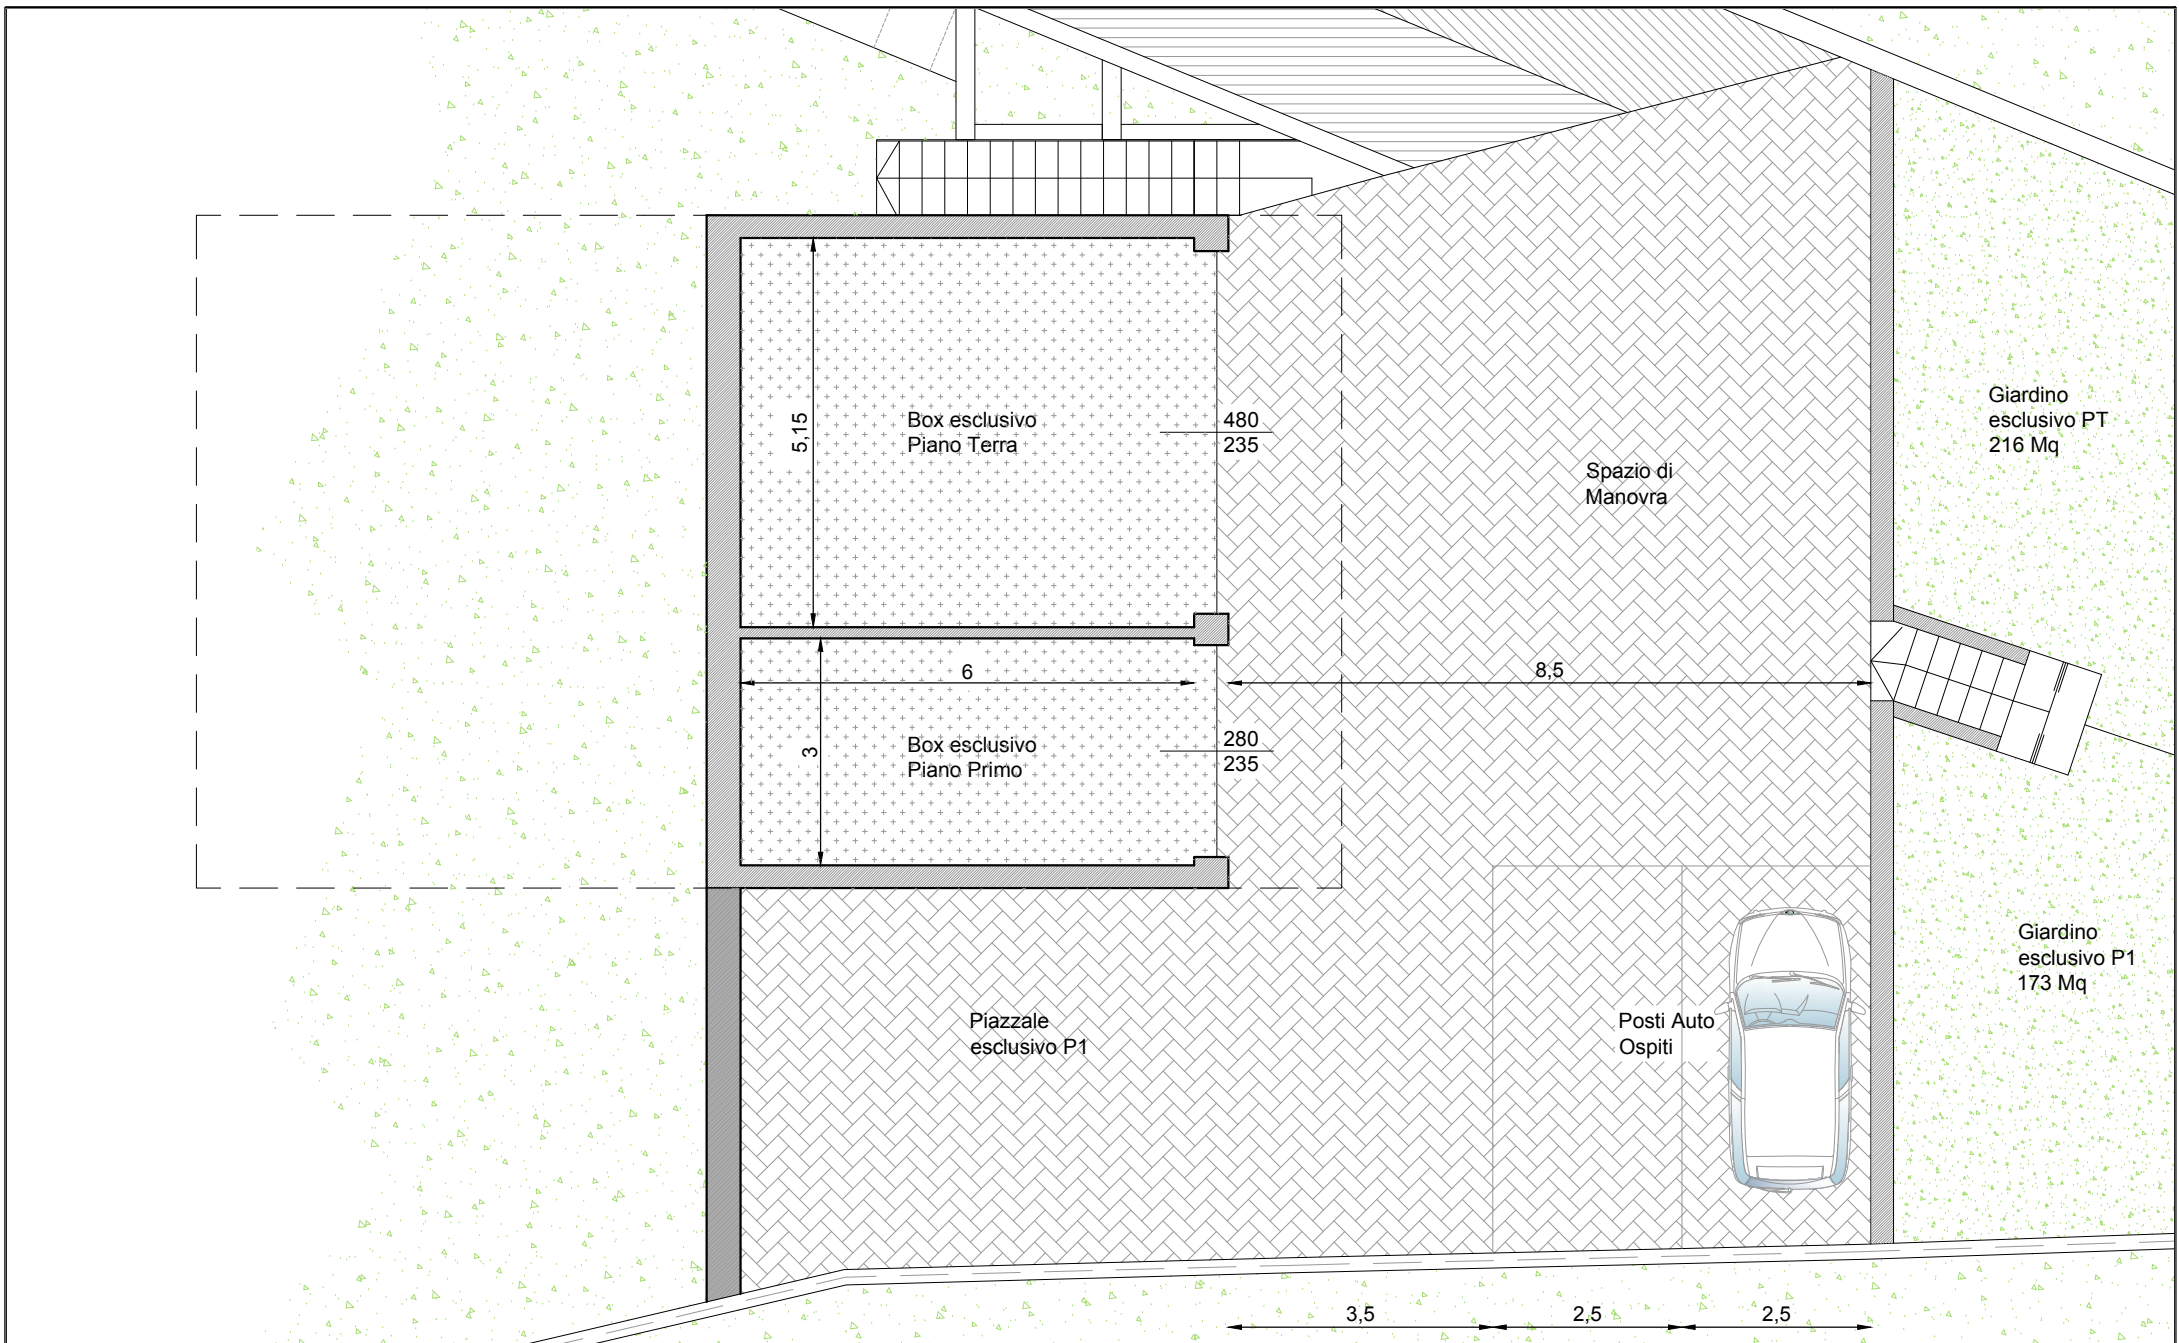 Box esclusivo
Piano Terra
5,15
480
235
Giardino
esclusivo PT
216 Mq
Spazio di
Manovra
6
8,5
3
Box esclusivo
Piano Primo
280
235
Giardino
esclusivo P1
173 Mq
Piazzale
esclusivo P1
Posti Auto
Ospiti
3,5
2,5
2,5